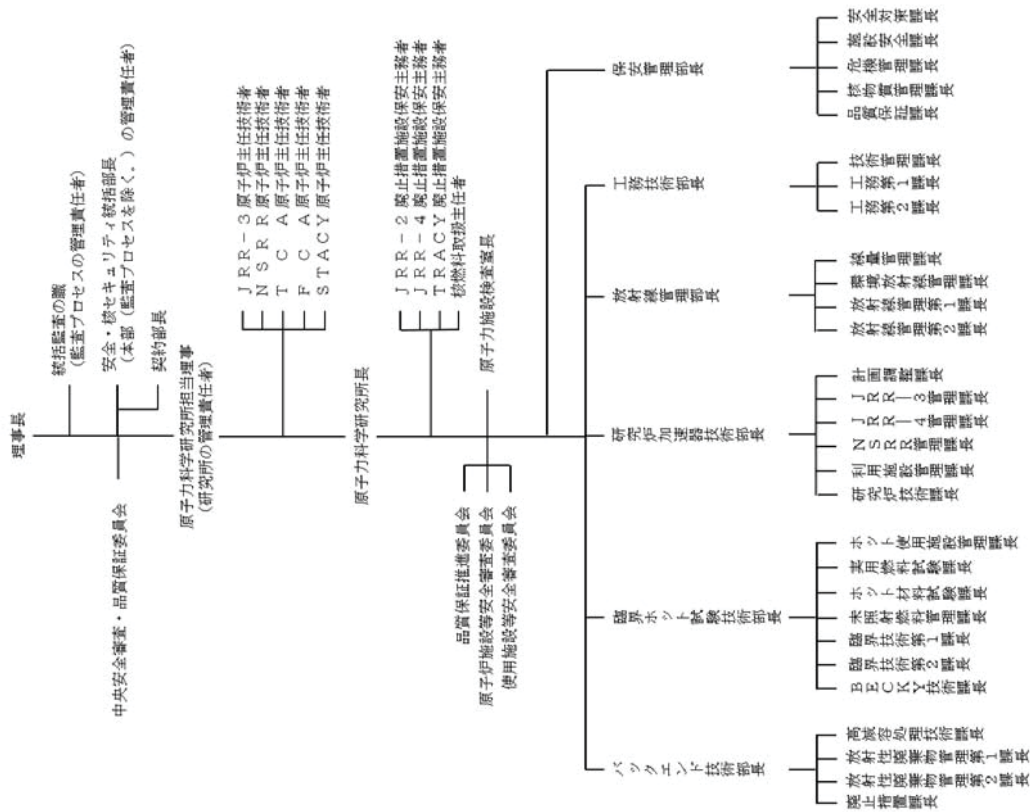 理事長
統括監査の職
(監査プロセスの管理責任者)
安全・核セキュリティ統括部長
(本部(監査プロセスを除く。)の管理責任者)
契約部長
中央安全審査・品質保証委員会
原子力科学研究所担当理事
(研究所の管理責任者)
JRR-3原子炉主任技術者
NSRR原子炉主任技術者
TCA原子炉主任技術者
FCA原子炉主任技術者
STACY原子炉主任技術者
原子力科学研究所長
JRR-2廃止措置施設保安主務者
JRR-4廃止措置施設保安主務者
TRACY廃止措置施設保安主務者
核燃料取扱主任者
原子力施設検査室長
品質保証推進委員会
原子炉施設等安全審査委員会
使用施設等安全審査委員会
保安管理部長
安全対策課長
施設安全課長
危機管理課長
核物質管理課長
品質保証課長
工務技術部長
技術管理課長
工務第1課長
工務第2課長
放射線管理部長
線量管理課長
環境放射線管理課長
放射線管理第1課長
放射線管理第2課長
研究炉加速器技術部長
計画調整課長
JRR-3管理課長
JRR-4管理課長
NSRR管理課長
利用施設管理課長
研究炉技術課長
臨界ホット試験技術部長
ホット使用施設管理課長
実用燃料試験課長
ホット材料試験課長
未照射燃料管理課長
臨界技術第1課長
臨界技術第2課長
BECKY技術課長
バックエンド技術部長
高減容処理技術課長
放射性廃棄物管理第1課長
放射性廃棄物管理第2課長
廃止措置課長